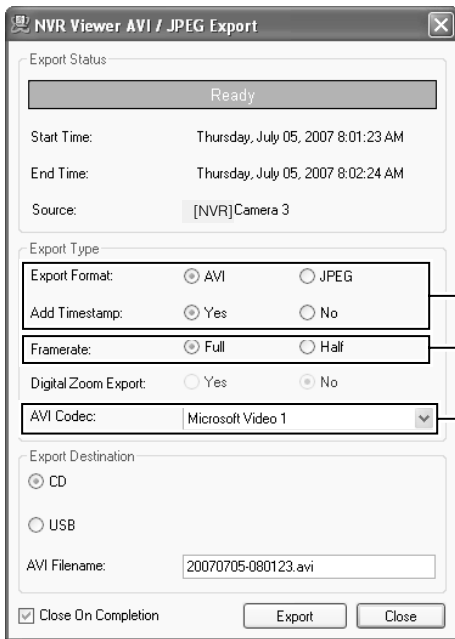 NVR Viewer AVI / JPEG Export
Export Status
Ready
Start Time: Thursday, July 05, 2007 8:01:23 AM
End Time: Thursday, July 05, 2007 8:02:24 AM
Source: [NVR]Camera 3
Export Type
Export Format: AVI JPEG
Add Timestamp: Yes No
Framerate: Full Half
Digital Zoom Export: Yes No
AVI Codec: Microsoft Video 1
Export Destination
CD
USB
AVI Filename: 20070705-080123.avi
Close On Completion Export Close